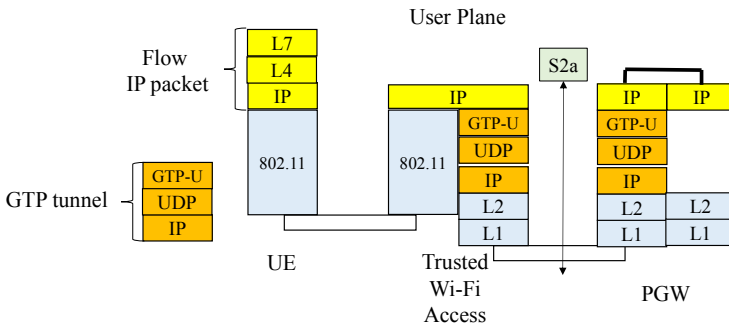 User Plane
Flow
IP packet
L7
L4
IP
802.11
GTP tunnel
GTP-U
UDP
IP
UE
IP
802.11
GTP-U
UDP
IP
L2
L1
Trusted
Wi-Fi
Access
S2a
IP
IP
GTP-U
UDP
IP
L2
L2
L1
L1
PGW